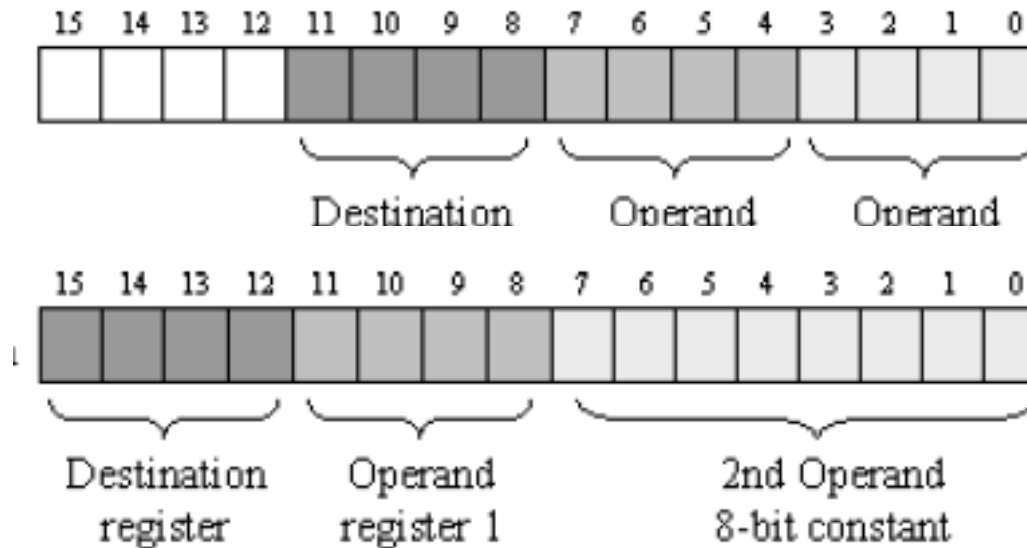 15 14 13 12 11 10 9 8 7 6 5 4 3 2 1 0
Destination Operand Operand
15 14 13 12 11 10 9 8 7 6 5 4 3 2 1 0
Destination Operand 2nd Operand
register register 1 8-bit constant